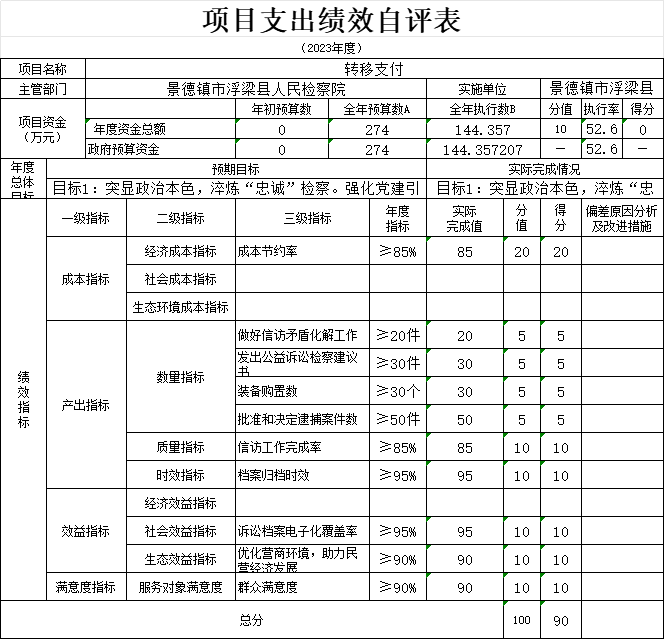 项目支出绩效自评表
（2023年度）
项目名称 转移支付
主管部门 景德镇市浮梁县人民检察院 实施单位 景德镇市浮梁县
项目资金（万元） 年初预算数 全年预算数A 全年执行数B 分值 执行率 得分
年度资金总额 0 274 144.357 10 52.6 0
政府预算资金 0 274 144.357207 — 52.6 —
年度总体目标 预期目标 实际完成情况
目标1：突显政治本色，淬炼“忠诚”检察。强化党建引 目标1：突显政治本色，淬炼“忠
绩效指标 一级指标 二级指标 三级指标 年度指标 实际完成值 分值 得分 偏差原因分析及改进措施
成本指标 经济成本指标 成本节约率 ≥85% 85 20 20
社会成本指标
生态环境成本指标
产出指标 数量指标 做好信访矛盾化解工作 ≥20件 20 5 5
发出公益诉讼检察建议书 ≥30件 30 5 5
装备购置数 ≥30个 30 5 5
批准和决定逮捕案件数 ≥50件 50 5 5
质量指标 信访工作完成率 ≥85% 85 10 10
时效指标 档案归档时效 ≥95% 95 10 10
效益指标 经济效益指标
社会效益指标 诉讼档案电子化覆盖率 ≥95% 95 10 10
生态效益指标 优化营商环境，助力民营经济发展 ≥90% 90 10 10
满意度指标 服务对象满意度 群众满意度 ≥90% 90 10 10
总分 100 90